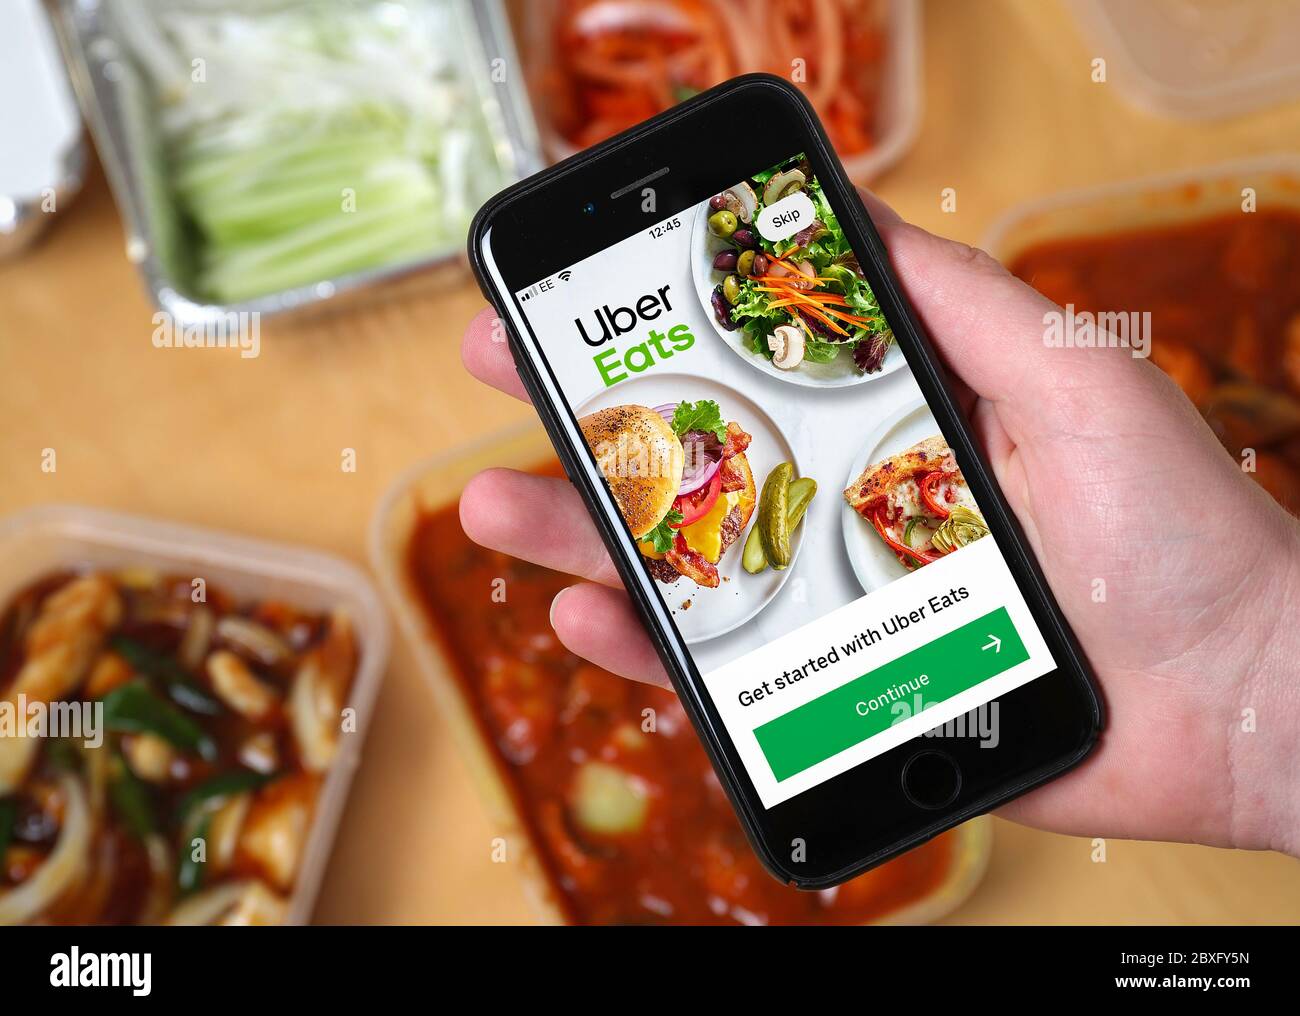 12:45
EE
Skip
Uber
Eats
Get started with Uber Eats
Continue
a
a
a
a
alamy
alamy
Image ID: 2BXFY5N
www.alamy.com